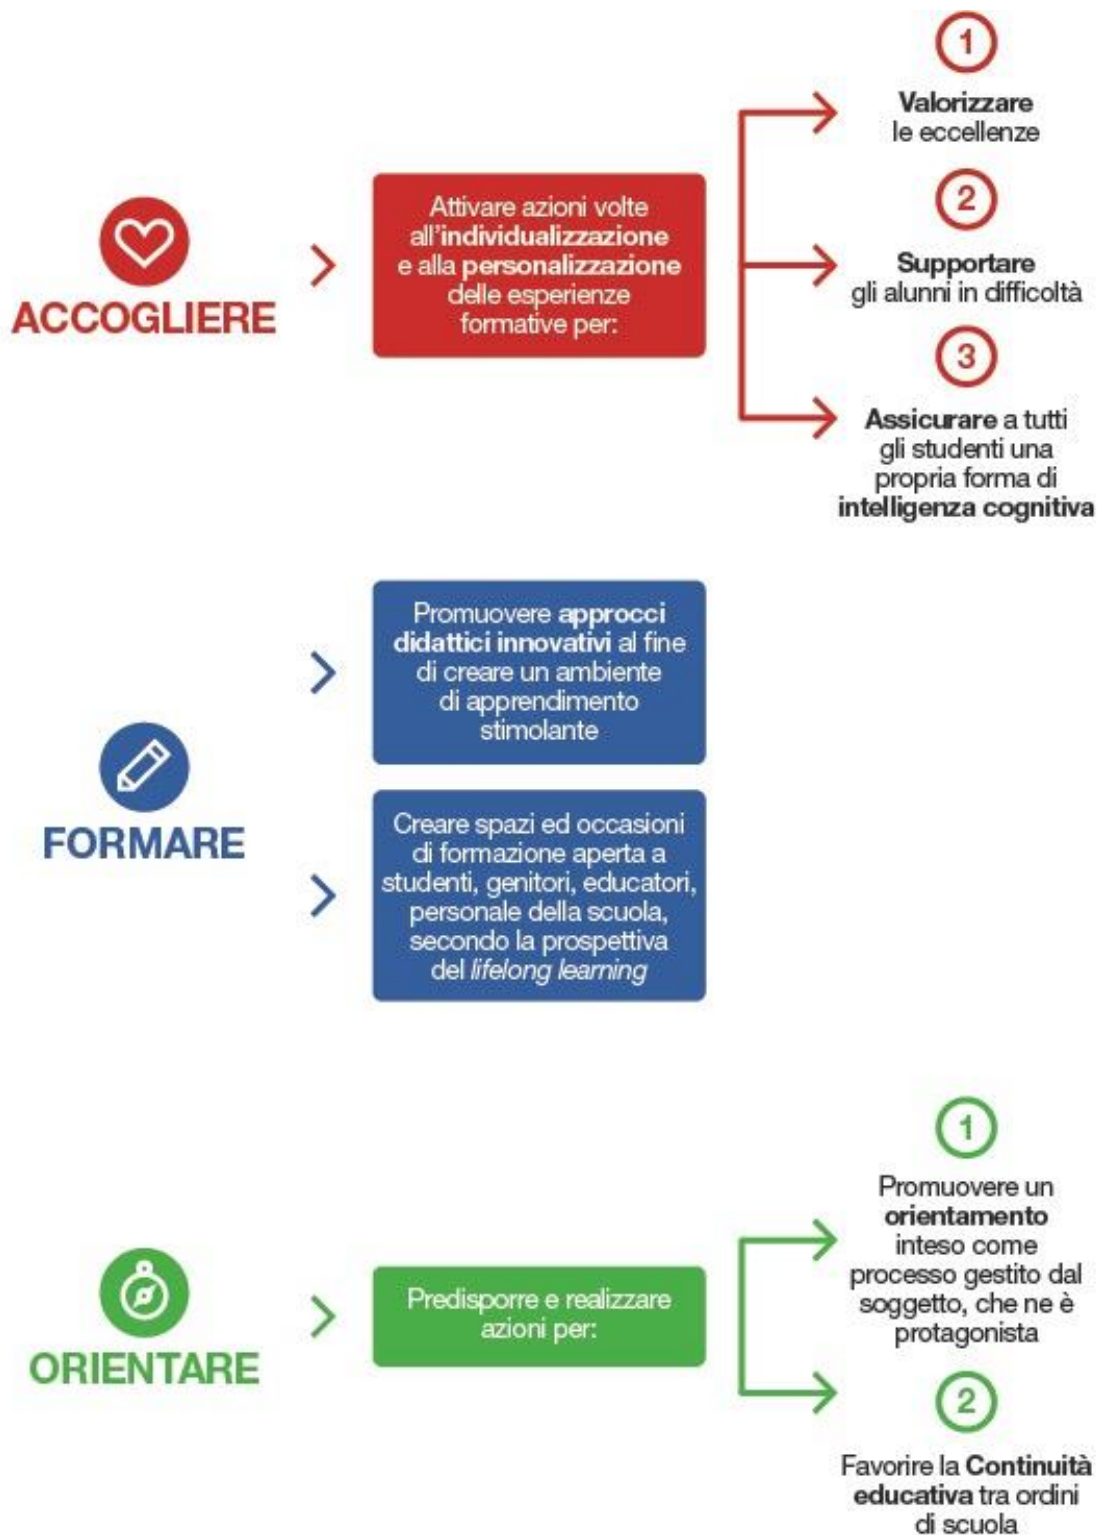 ACCOGLIERE
Attivare azioni volte
all'individualizzazione
e alla personalizzazione
delle esperienze
formative per:
1
Valorizzare
le eccellenze
2
Supportare
gli alunni in difficoltà
3
Assicurare a tutti
gli studenti una
propria forma di
intelligenza cognitiva
FORMARE
Promuovere approcci
didattici innovativi al fine
di creare un ambiente
di apprendimento
stimolante
Creare spazi ed occasioni
di formazione aperta a
studenti, genitori, educatori,
personale della scuola,
secondo la prospettiva
del lifelong learning
ORIENTARE
Predisporre e realizzare
azioni per:
1
Promuovere un
orientamento
inteso come
processo gestito dal
soggetto, che ne è
protagonista
2
Favorire la Continuità
educativa tra ordini
di scuola